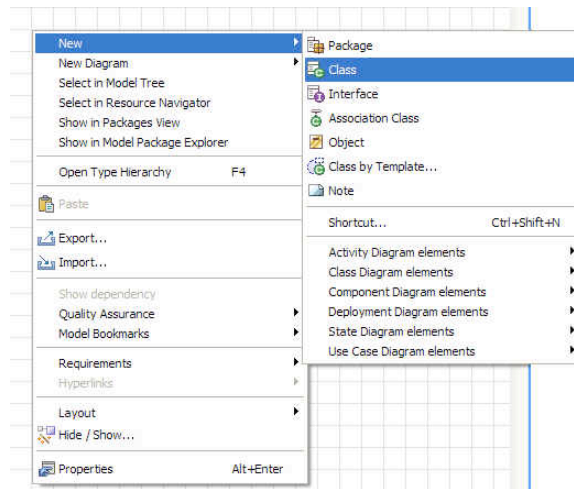 New
New Diagram
Select in Model Tree
Select in Resource Navigator
Show in Packages View
Show in Model Package Explorer
Open Type Hierarchy F4
Paste
Export...
Import...
Show dependency
Quality Assurance
Model Bookmarks
Requirements
Hyperlinks
Layout
Hide / Show...
Properties Alt+Enter
Package
Class
Interface
Association Class
Object
Class by Template...
Note
Shortcut... Ctrl+Shift+N
Activity Diagram elements
Class Diagram elements
Component Diagram elements
Deployment Diagram elements
State Diagram elements
Use Case Diagram elements